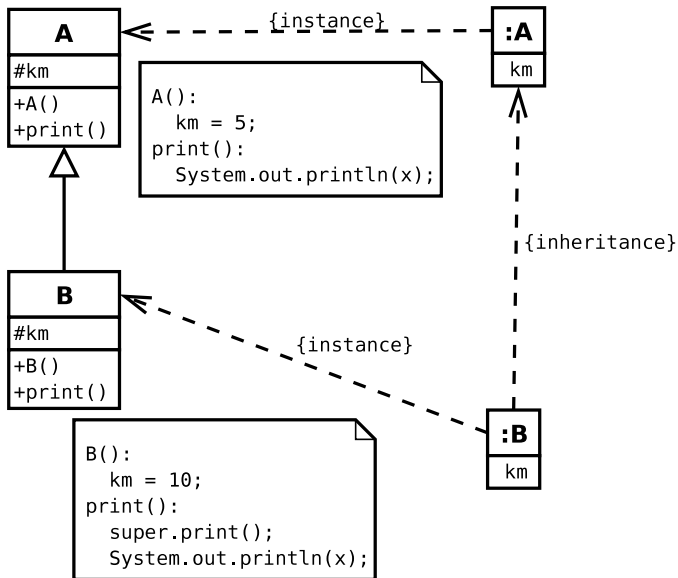 A
#km
+A()
+print()
{instance}
:A
km
A():
km = 5;
print():
System.out.println(x);
{inheritance}
B
#km
+B()
+print()
{instance}
:B
km
B():
km = 10;
print():
super.print();
System.out.println(x);